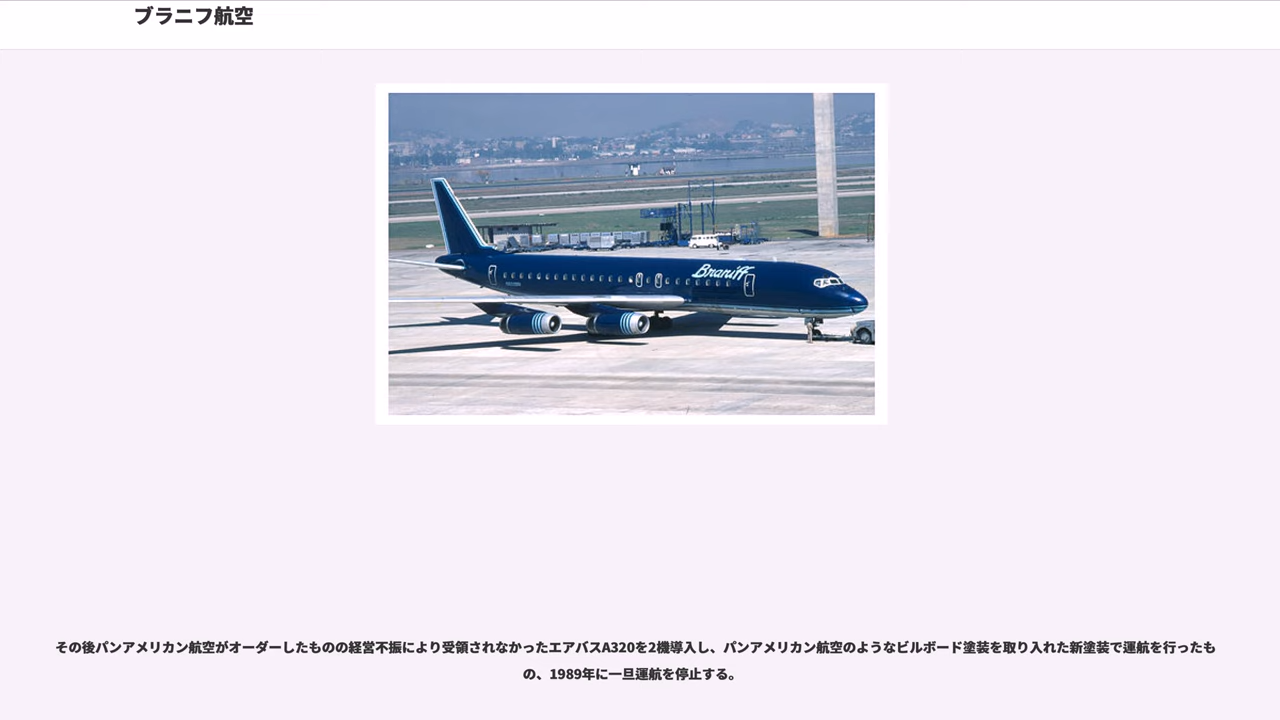 ブラニフ航空
Braniff
その後パンアメリカン航空がオーダーしたものの経営不振により受領されなかったエアバスA320を2機導入し、パンアメリカン航空のようなビルボード塗装を取り入れた新塗装で運航を行ったも
の、1989年に一旦運航を停止する。